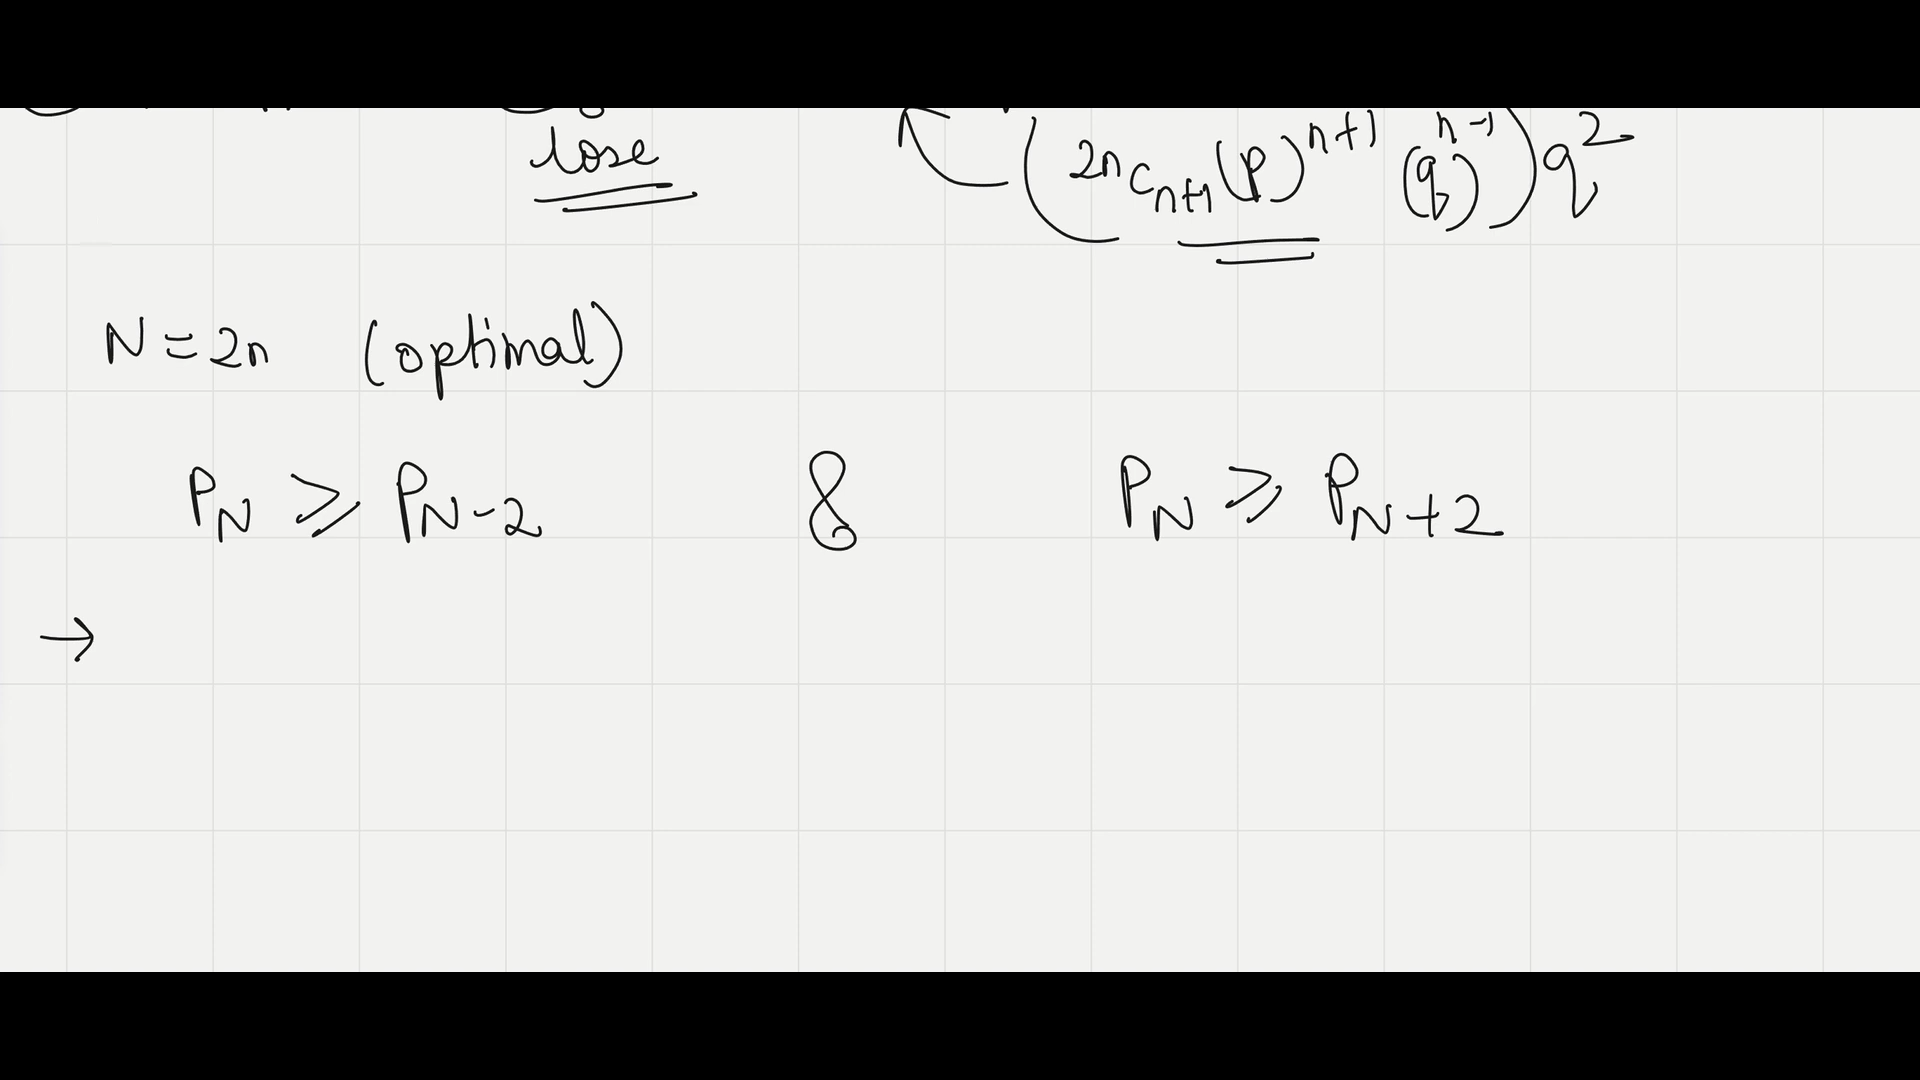 lose
(2nCn+1 (p)^n+1 (q)^n-1) q^2
N = 2n (optimal)
PN ≥ PN-2 & PN ≥ PN+2
→